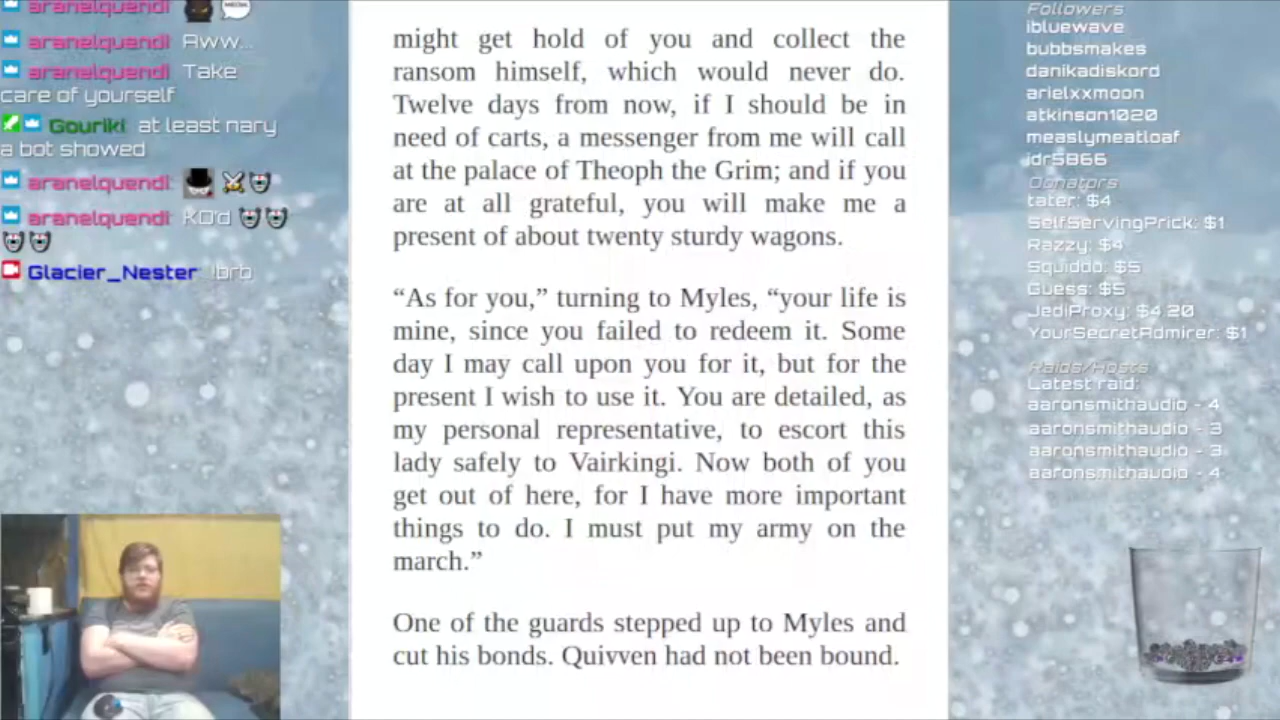 aranelquendi
aranelquendi: Aww...
aranelquendi: Take
care of yourself
Gouriki: at least nary
a bot showed
aranelquendi:
aranelquendi: KO'd
Glacier_Nester: !brb
might get hold of you and collect the
ransom himself, which would never do.
Twelve days from now, if I should be in
need of carts, a messenger from me will call
at the palace of Theoph the Grim; and if you
are at all grateful, you will make me a
present of about twenty sturdy wagons.
“As for you,” turning to Myles, “your life is
mine, since you failed to redeem it. Some
day I may call upon you for it, but for the
present I wish to use it. You are detailed, as
my personal representative, to escort this
lady safely to Vairkingi. Now both of you
get out of here, for I have more important
things to do. I must put my army on the
march.”
One of the guards stepped up to Myles and
cut his bonds. Quivven had not been bound.
Followers
ibluewave
bubbsmakes
danikadiskord
arielxxmoon
atkinson1020
measlymeatloaf
jdr5866
Donators
tater: $4
SelfServingPrick: $1
Razzy: $4
Squiddo: $5
Guess: $5
JediProxy: $4.20
YourSecretAdmirer: $1
Raids/Hosts
Latest raid:
aaronsmithaudio - 4
aaronsmithaudio - 3
aaronsmithaudio - 3
aaronsmithaudio - 4